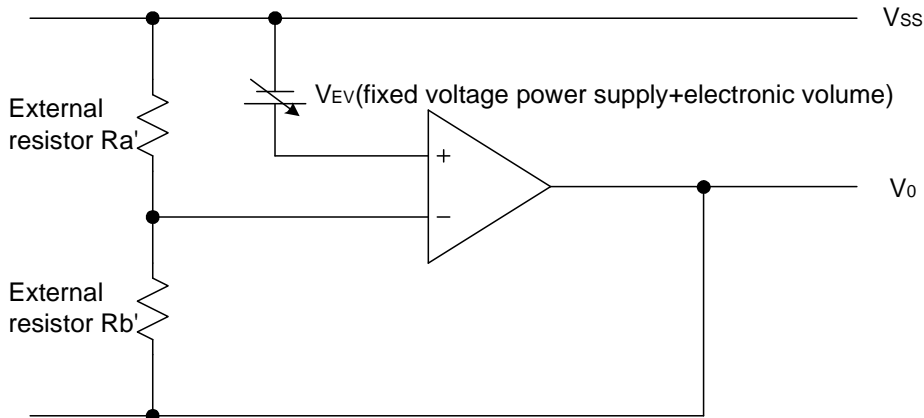 VSS
VEV(fixed voltage power supply+electronic volume)
External
resistor Ra'
+
V0
−
External
resistor Rb'